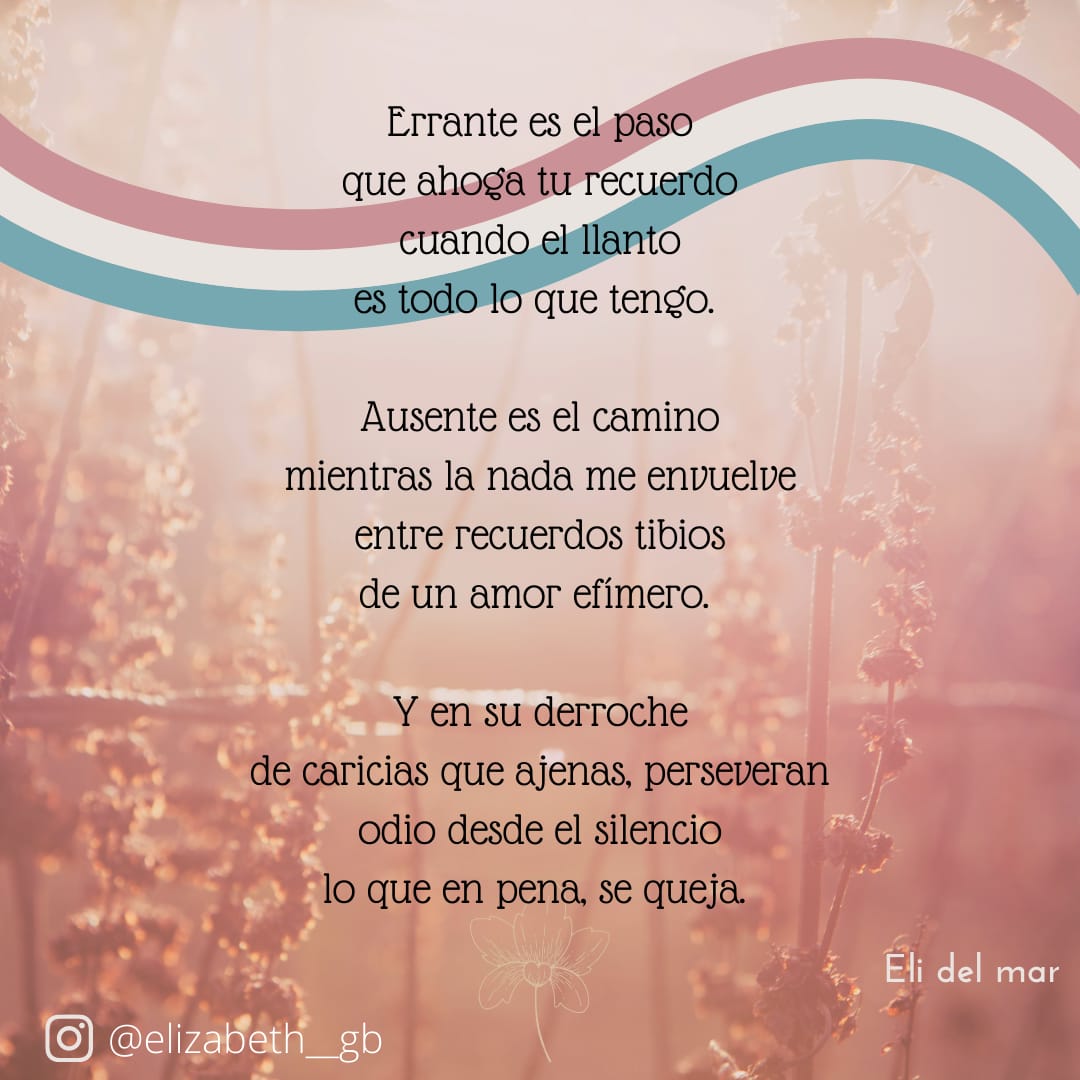 Errante es el paso
que ahoga tu recuerdo
cuando el llanto
es todo lo que tengo.
Ausente es el camino
mientras la nada me envuelve
entre recuerdos tibios
de un amor efímero.
Y en su derroche
de caricias que ajenas, perseveran
odio desde el silencio
lo que en pena, se queja.
Eli del mar
@elizabeth__gb